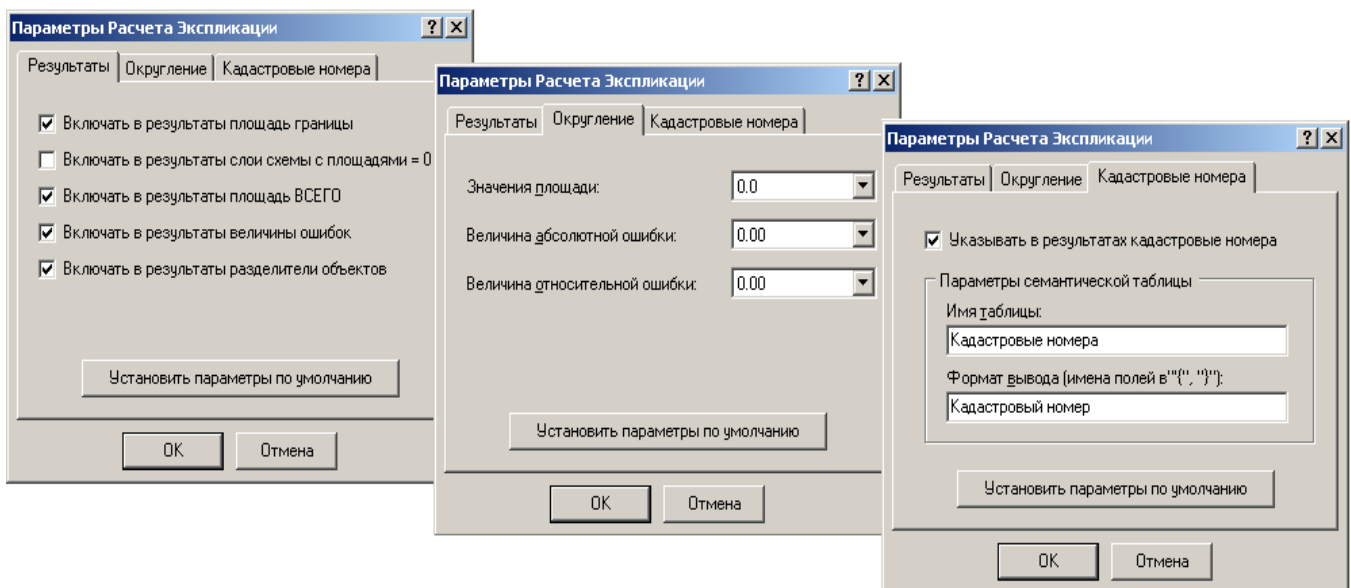 Параметры Расчета Экспликации
Результаты Округление Кадастровые номера
Включать в результаты площадь границы
Включать в результаты слои схемы с площадями = 0
Включать в результаты площадь ВСЕГО
Включать в результаты величины ошибок
Включать в результаты разделители объектов
Установить параметры по умолчанию
OK Отмена
Параметры Расчета Экспликации
Результаты Округление Кадастровые номера
Значения площади: 0.0
Величина абсолютной ошибки: 0.00
Величина относительной ошибки: 0.00
Установить параметры по умолчанию
OK Отмена
Параметры Расчета Экспликации
Результаты Округление Кадастровые номера
Указывать в результатах кадастровые номера
Параметры семантической таблицы
Имя таблицы:
Кадастровые номера
Формат вывода (имена полей в"{", "}"):
Кадастровый номер
Установить параметры по умолчанию
OK Отмена